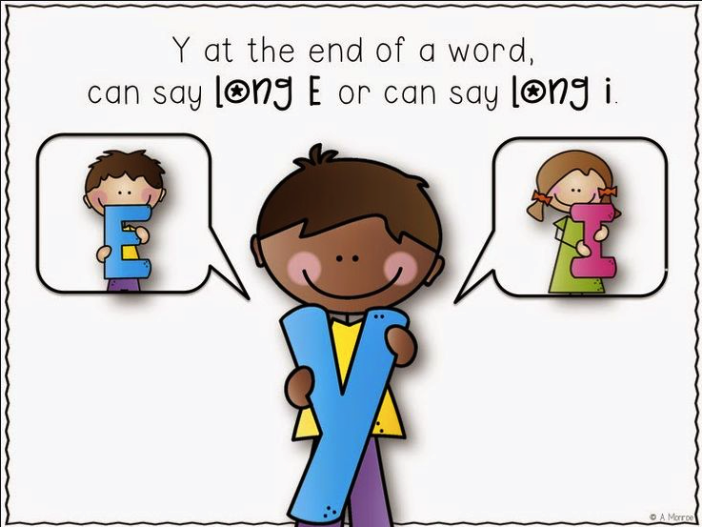 Y at the end of a word,
can say long E or can say long i.
E
I
y
© A Monroe